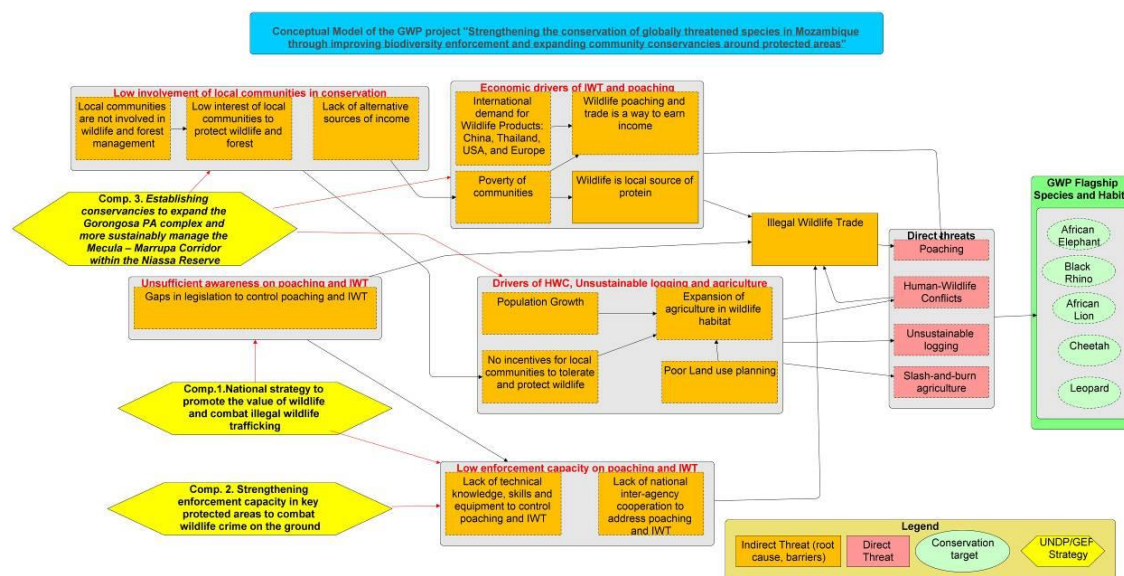 Conceptual Model of the GWP project "Strengthening the conservation of globally threatened species in Mozambique
through improving biodiversity enforcement and expanding community conservancies around protected areas"
Low involvement of local communities in conservation
Local communities
are not involved in
wildlife and forest
management
Low interest of local
communities to
protect wildlife and
forest
Lack of alternative
sources of income
Economic drivers of IWT and poaching
International
demand for
Wildlife Products:
China, Thailand,
USA, and Europe
Wildlife poaching and
trade is a way to earn
income
Poverty of
communities
Wildlife is local source of
protein
Comp. 3. Establishing
conservancies to expand the
Gorongosa PA complex and
more sustainably manage the
Mecula – Marrupa Corridor
within the Niassa Reserve
Illegal Wildlife Trade
GWP Flagship
Species and Habit
African
Elephant
Black
Rhino
African
Lion
Cheetah
Leopard
Direct threats
Poaching
Human-Wildlife
Conflicts
Unsustainable
logging
Slash-and-burn
agriculture
Unsufficient awareness on poaching and IWT
Gaps in legislation to control poaching and IWT
Drivers of HWC, Unsustainable logging and agriculture
Population Growth
Expansion of
agriculture in wildlife
habitat
No incentives for local
communities to
tolerate and protect
wildlife
Poor Land use planning
Comp.1.National strategy to
promote the value of wildlife
and combat illegal wildlife
trafficking
Low enforcement capacity on poaching and IWT
Lack of technical
knowledge, skills and
equipment to control
poaching and IWT
Lack of national
inter-agency
cooperation to
address poaching
and IWT
Comp. 2. Strengthening
enforcement capacity in key
protected areas to combat
wildlife crime on the ground
Legend
Indirect Threat (root
cause, barriers)
Direct
Threat
Conservation
target
UNDP/GEF
Strategy